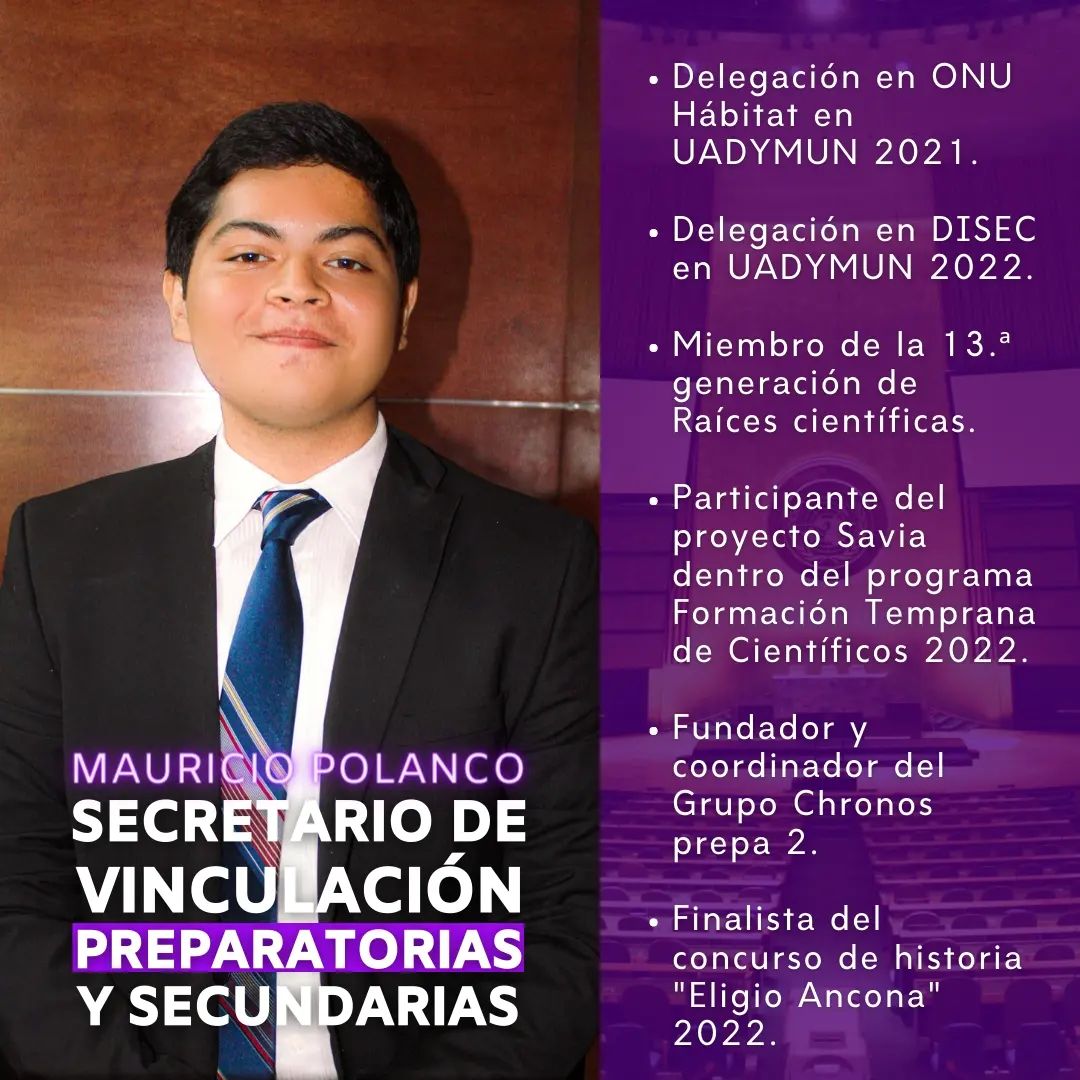 MAURICIO POLANCO
SECRETARIO DE
VINCULACIÓN
PREPARATORIAS
Y SECUNDARIAS
• Delegación en ONU
Hábitat en
UADYMUN 2021.
• Delegación en DISEC
en UADYMUN 2022.
• Miembro de la 13.ª
generación de
Raíces científicas.
• Participante del
proyecto Savia
dentro del programa
Formación Temprana
de Científicos 2022.
• Fundador y
coordinador del
Grupo Chronos
prepa 2.
• Finalista del
concurso de historia
"Eligio Ancona"
2022.